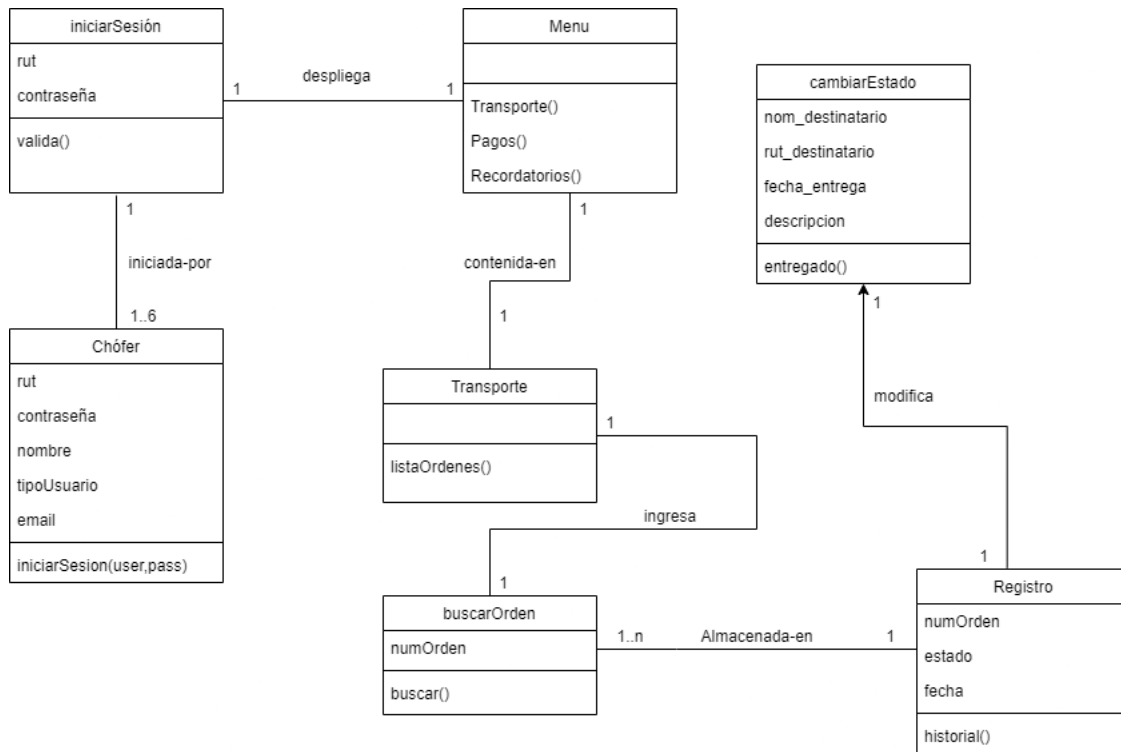 iniciarSesión
rut
contraseña
valida()
1
despliega
1
Menu
Transporte()
Pagos()
Recordatorios()
cambiarEstado
nom_destinatario
rut_destinatario
fecha_entrega
descripcion
entregado()
1
iniciada-por
1..6
Chófer
rut
contraseña
nombre
tipoUsuario
email
iniciarSesion(user,pass)
1
contenida-en
1
Transporte
listaOrdenes()
1
ingresa
1
buscarOrden
numOrden
buscar()
1..n
Almacenada-en
1
1
modifica
1
Registro
numOrden
estado
fecha
historial()